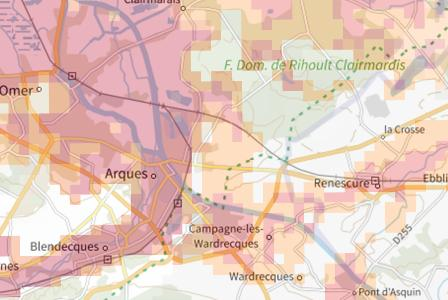 Clairmarais
F. Dom. de Rihoult Clairmardis
Omer
la Crosse
Arques
Renescure
Ebbli
Campagne-lès-
Wardrecques
D255
Blendecques
nes
Wardrecques
Pont d'Asquin